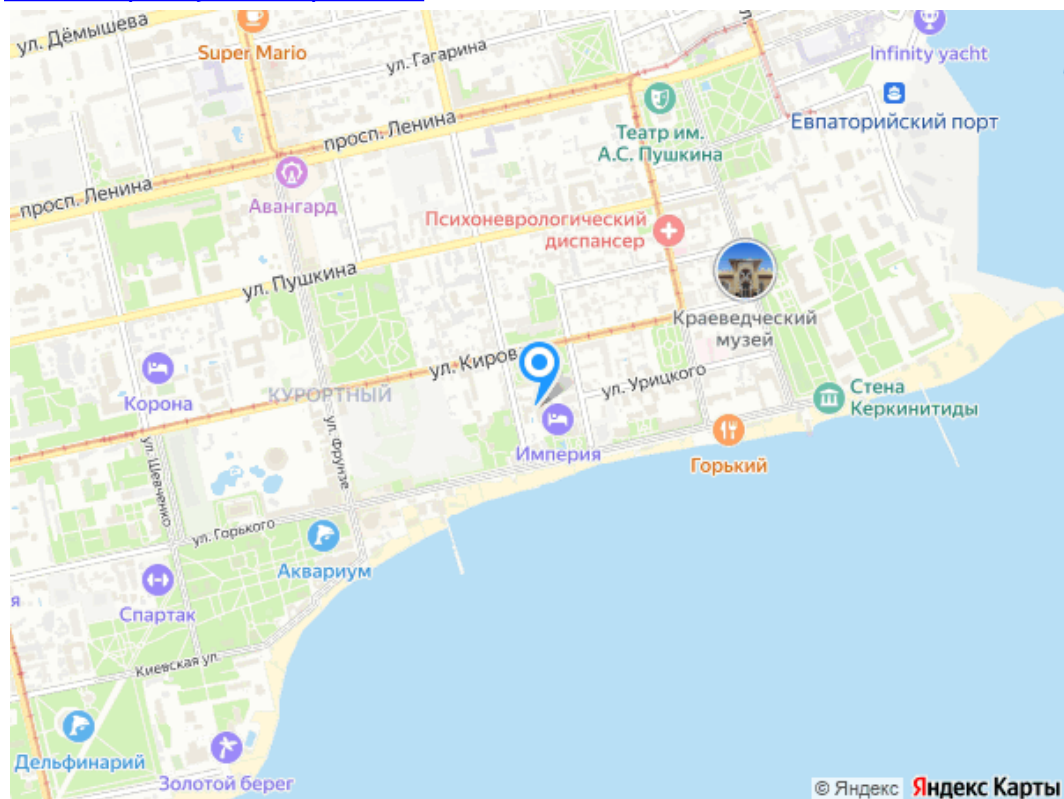 ул. Дёмышева
Super Mario
ул. Гагарина
Infinity yacht
Евпаторийский порт
просп. Ленина
Театр им.
А.С. Пушкина
просп. Ленина
Авангард
Психоневрологический
диспансер
ул. Пушкина
Краеведческий
музей
ул. Киров
ул. Урицкого
Корона
КУРОРТНЫЙ
Стена
Керкинитиды
ул. Шевченко
ул. Фрунзе
Империя
Горький
ул. Горького
Аквариум
я
Спартак
Киевская ул.
Дельфинарий
Золотой берег
© Яндекс Яндекс Карты